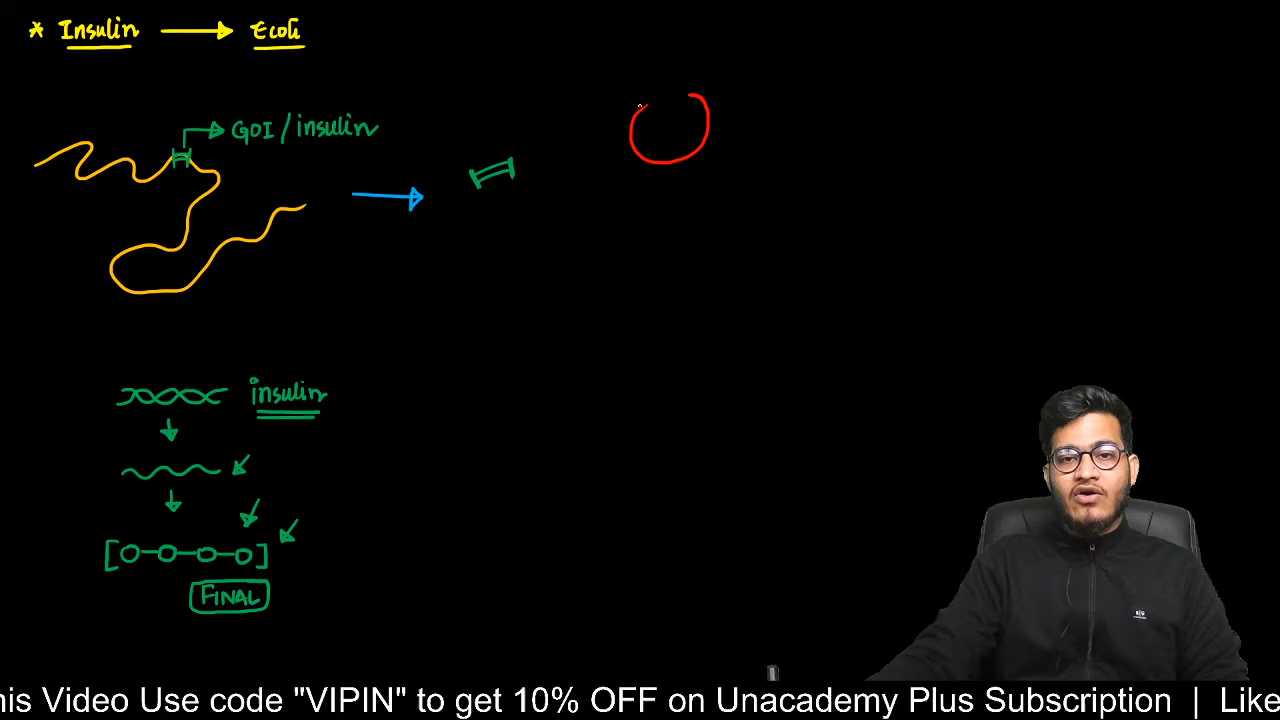 * Insulin → Ecoli
GOI/insulin
insulin
FINAL
his Video Use code "VIPIN" to get 10% OFF on Unacademy Plus Subscription | Like